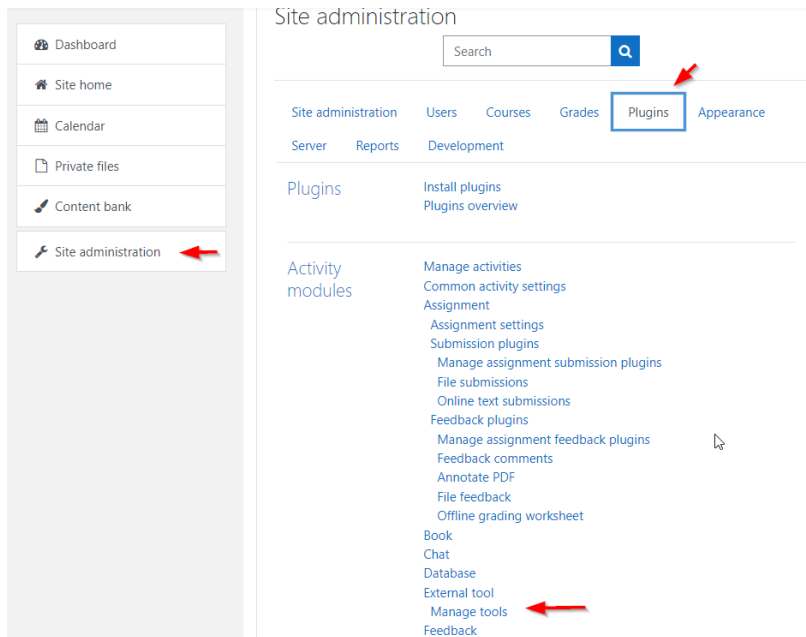 Site administration
Dashboard
Site home
Calendar
Private files
Content bank
Site administration
Search
Site administration Users Courses Grades Plugins Appearance
Server Reports Development
Plugins
Install plugins
Plugins overview
Activity
modules
Manage activities
Common activity settings
Assignment
Assignment settings
Submission plugins
Manage assignment submission plugins
File submissions
Online text submissions
Feedback plugins
Manage assignment feedback plugins
Feedback comments
Annotate PDF
File feedback
Offline grading worksheet
Book
Chat
Database
External tool
Manage tools
Feedback